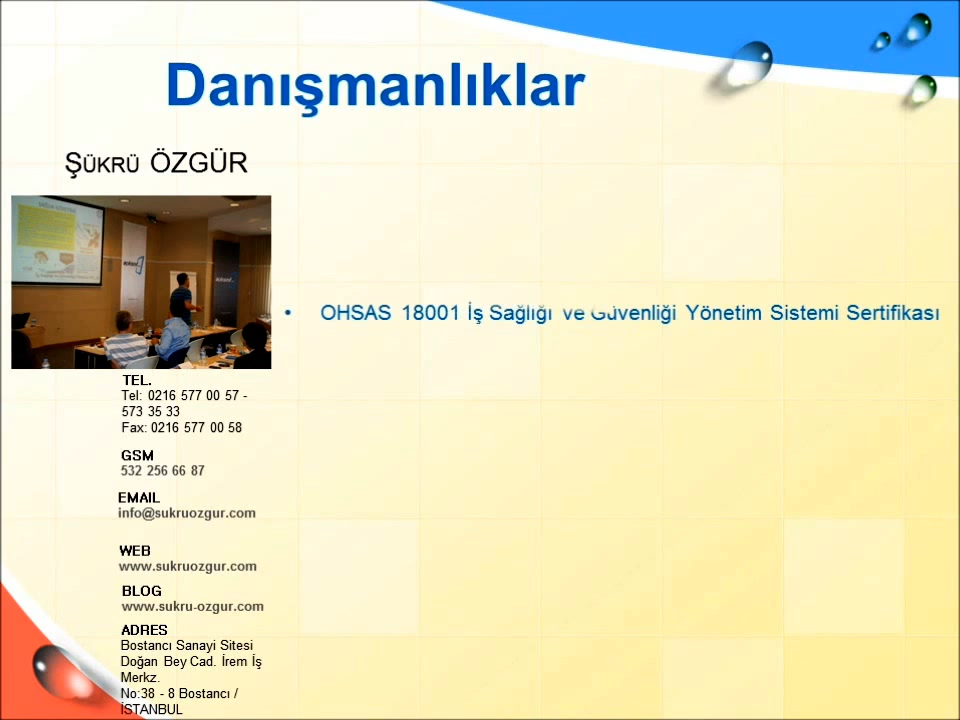 Danışmanlıklar
ŞÜKRÜ ÖZGÜR
• OHSAS 18001 İş Sağlığı ve Güvenliği Yönetim Sistemi Sertifikası
TEL.
Tel: 0216 577 00 57 -
573 35 33
Fax: 0216 577 00 58
GSM
532 256 66 87
EMAIL
info@sukruozgur.com
WEB
www.sukruozgur.com
BLOG
www.sukru-ozgur.com
ADRES
Bostancı Sanayi Sitesi
Doğan Bey Cad. İrem İş
Merkz.
No:38 - 8 Bostancı /
İSTANBUL